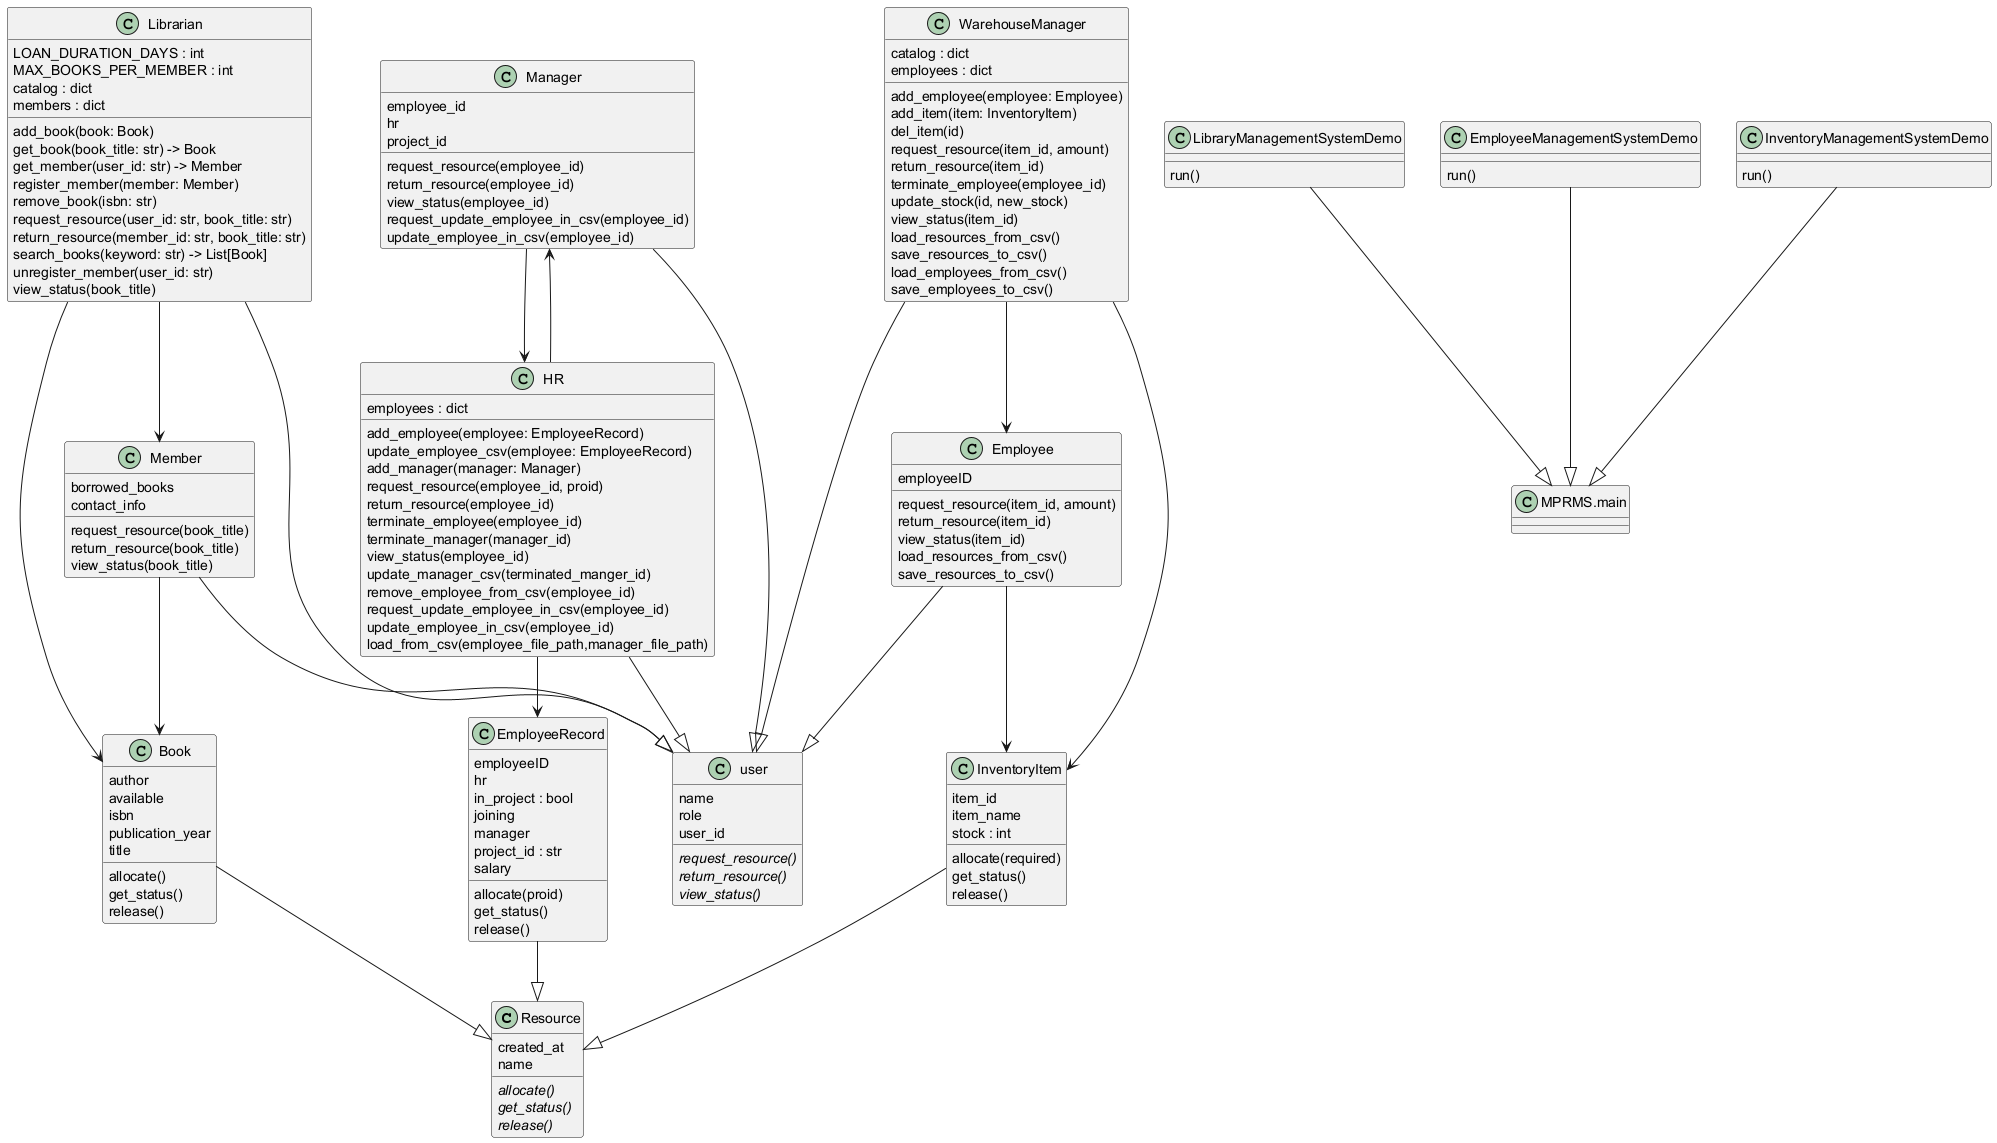 Librarian
LOAN_DURATION_DAYS : int
MAX_BOOKS_PER_MEMBER : int
catalog : dict
members : dict
add_book(book: Book)
get_book(book_title: str) -> Book
get_member(user_id: str) -> Member
register_member(member: Member)
remove_book(isbn: str)
request_resource(user_id: str, book_title: str)
return_resource(member_id: str, book_title: str)
search_books(keyword: str) -> List[Book]
unregister_member(user_id: str)
view_status(book_title)
Manager
employee_id
hr
project_id
request_resource(employee_id)
return_resource(employee_id)
view_status(employee_id)
request_update_employee_in_csv(employee_id)
update_employee_in_csv(employee_id)
WarehouseManager
catalog : dict
employees : dict
add_employee(employee: Employee)
add_item(item: InventoryItem)
del_item(id)
request_resource(item_id, amount)
return_resource(item_id)
terminate_employee(employee_id)
update_stock(id, new_stock)
view_status(item_id)
load_resources_from_csv()
save_resources_to_csv()
load_employees_from_csv()
save_employees_to_csv()
LibraryManagementSystemDemo
run()
EmployeeManagementSystemDemo
run()
InventoryManagementSystemDemo
run()
HR
employees : dict
add_employee(employee: EmployeeRecord)
update_employee_csv(employee: EmployeeRecord)
add_manager(manager: Manager)
request_resource(employee_id, proid)
return_resource(employee_id)
terminate_employee(employee_id)
terminate_manager(manager_id)
view_status(employee_id)
update_manager_csv(terminated_manger_id)
remove_employee_from_csv(employee_id)
request_update_employee_in_csv(employee_id)
update_employee_in_csv(employee_id)
load_from_csv(employee_file_path,manager_file_path)
Member
borrowed_books
contact_info
request_resource(book_title)
return_resource(book_title)
view_status(book_title)
Employee
employeeID
request_resource(item_id, amount)
return_resource(item_id)
view_status(item_id)
load_resources_from_csv()
save_resources_to_csv()
MPRMS.main
Book
author
available
isbn
publication_year
title
allocate()
get_status()
release()
EmployeeRecord
employeeID
hr
in_project : bool
joining
manager
project_id : str
salary
allocate(proid)
get_status()
release()
user
name
role
user_id
request_resource()
return_resource()
view_status()
InventoryItem
item_id
item_name
stock : int
allocate(required)
get_status()
release()
Resource
created_at
name
allocate()
get_status()
release()